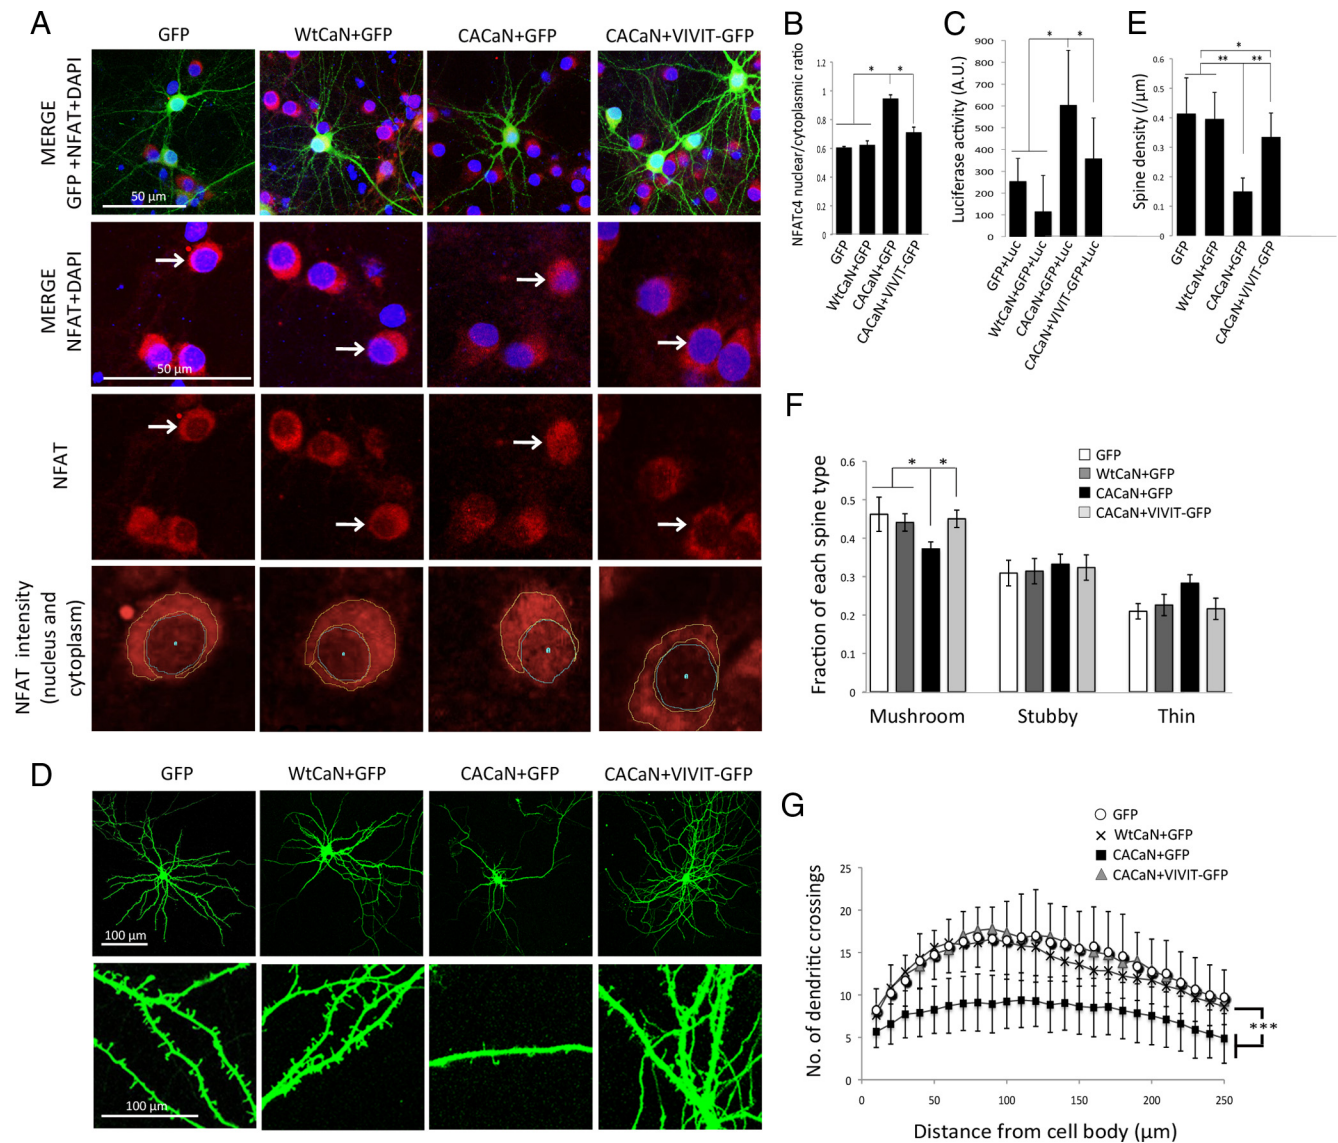 A
GFP
WtCaN+GFP
CACaN+GFP
CACaN+VIVIT-GFP
MERGE
GFP +NFAT+DAPI
50 µm
MERGE
NFAT+DAPI
50 µm
NFAT
NFAT intensity
(nucleus and
cytoplasm)
B
NFATc4 nuclear/cytoplasmic ratio
1.2
1
0.8
0.6
0.4
0.2
0
* *
GFP
WtCaN+GFP
CACaN+GFP
CACaN+VIVIT-GFP
C
Luciferase activity (A.U.)
900
800
700
600
500
400
300
200
100
0
* *
GFP+Luc
WtCaN+GFP+Luc
CACaN+GFP+Luc
CACaN+VIVIT-GFP+Luc
E
Spine density (/µm)
0.6
0.5
0.4
0.3
0.2
0.1
0
*
** **
GFP
WtCaN+GFP
CACaN+GFP
CACaN+VIVIT-GFP
F
GFP
WtCaN+GFP
CACaN+GFP
CACaN+VIVIT-GFP
Fraction of each spine type
0.6
0.5
0.4
0.3
0.2
0.1
0
* *
Mushroom
Stubby
Thin
D
GFP
WtCaN+GFP
CACaN+GFP
CACaN+VIVIT-GFP
100 µm
100 µm
G
GFP
WtCaN+GFP
CACaN+GFP
CACaN+VIVIT-GFP
No. of dendritic crossings
25
20
15
10
5
0
***
0
50
100
150
200
250
Distance from cell body (µm)